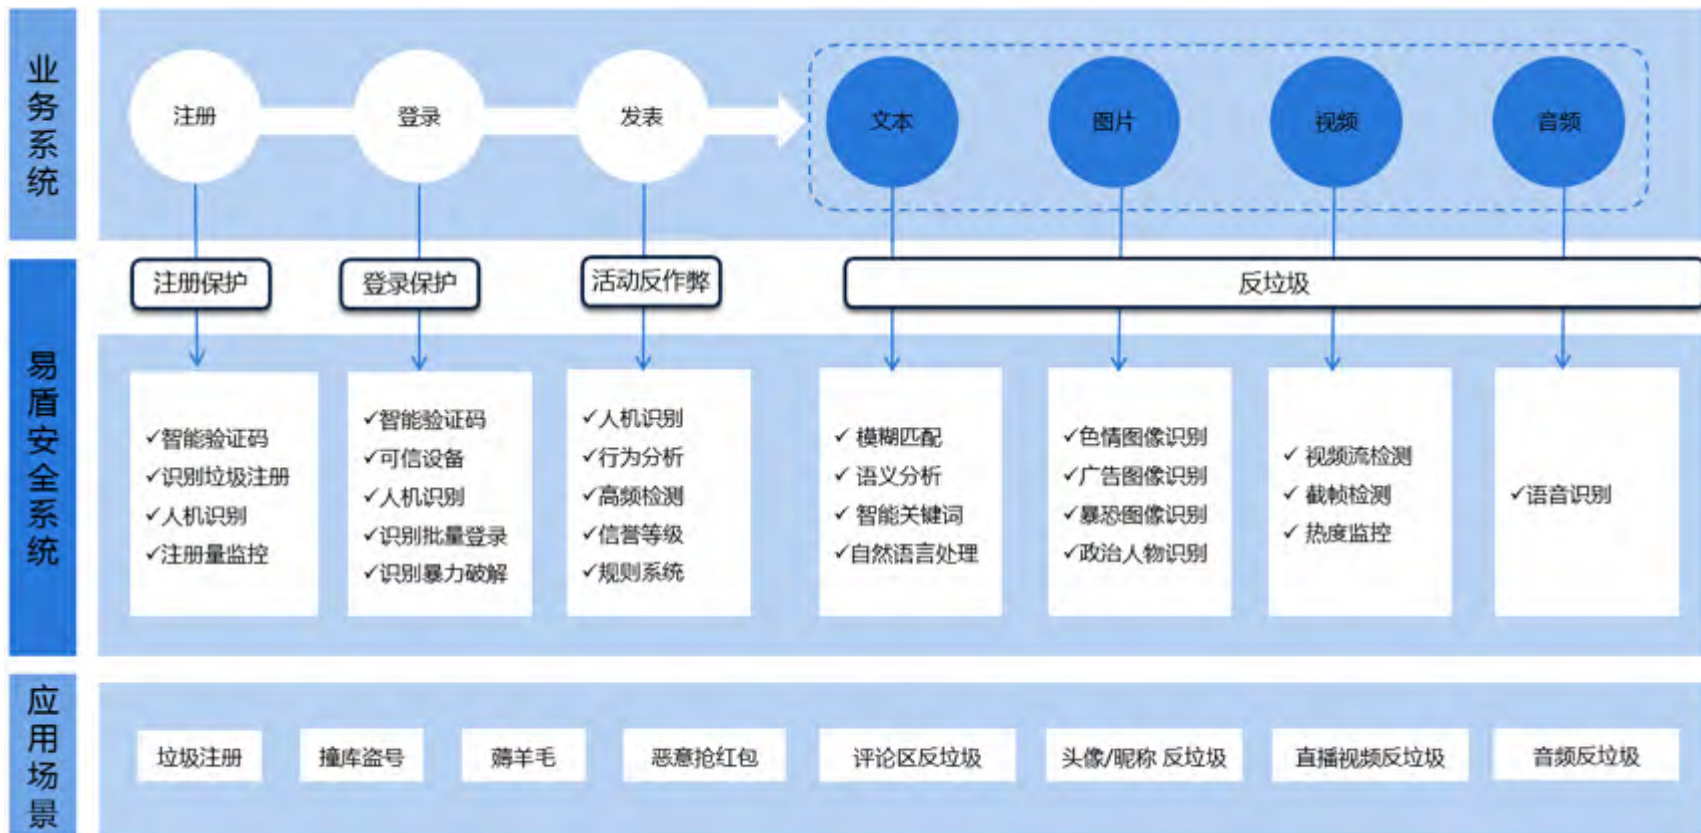 业务系统
注册
登录
发表
文本
图片
视频
音频
注册保护
登录保护
活动反作弊
反垃圾
易盾安全系统
✓智能验证码
✓识别垃圾注册
✓人机识别
✓注册量监控
✓智能验证码
✓可信设备
✓人机识别
✓识别批量登录
✓识别暴力破解
✓人机识别
✓行为分析
✓高频检测
✓信誉等级
✓规则系统
✓ 模糊匹配
✓ 语义分析
✓ 智能关键词
✓自然语言处理
✓色情图像识别
✓广告图像识别
✓暴恐图像识别
✓政治人物识别
✓ 视频流检测
✓ 截帧检测
✓ 热度监控
✓语音识别
应用场景
垃圾注册
撞库盗号
薅羊毛
恶意抢红包
评论区反垃圾
头像/昵称 反垃圾
直播视频反垃圾
音频反垃圾